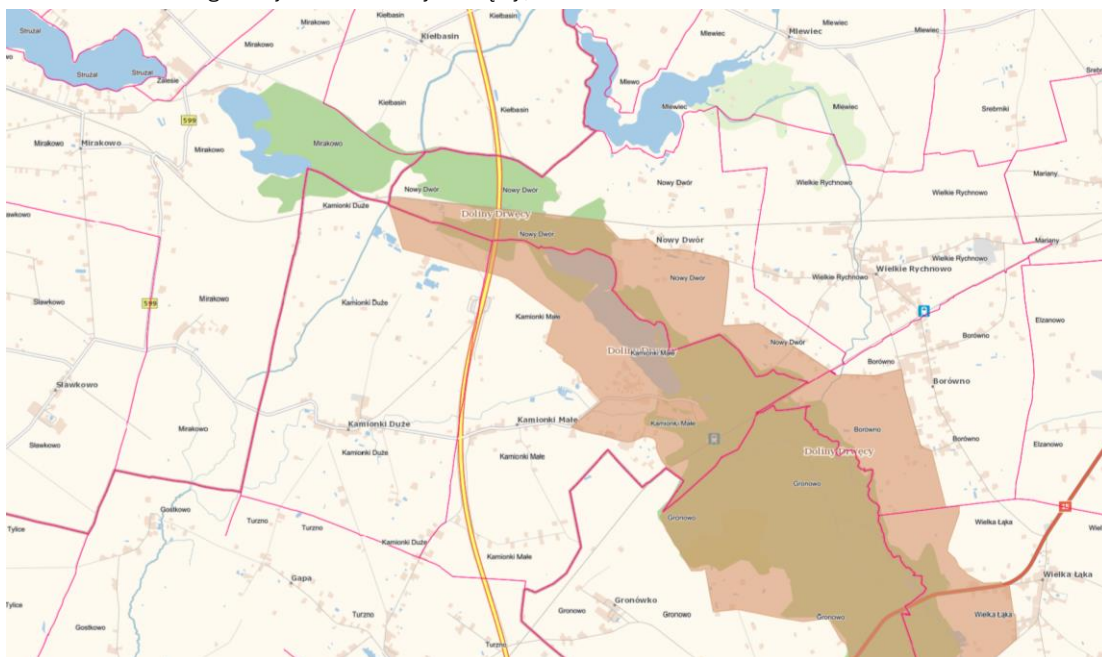 Strużal
Kiełbasin
Mlewiec
Mlewiec
Mlewiec
Mirakowo
Kiełbasin
Mlewiec
Strużal
Strużal
Strużal
Zalesie
Mlewo
Kiełbasin
Kiełbasin
Mlewiec
Mlewiec
Srebrniki
599
Mirakowo
Mirakowo
Mirakowo
Mirakowo
Nowy Dwór
Nowy Dwór
Nowy Dwór
Wielkie Rychnowo
Mariany
Wielkie Rychnowo
Kamionki Duże
Doliny Drwęcy
Nowy Dwór
Nowy Dwór
Mariany
Wielkie Rychnowo
Wielkie Rychnowo
Wielkie Rychnowo
Nowy Dwór
Sławkowo
599
Mirakowo
Kamionki Duże
Kamionki Małe
Borówno
Elzanowo
Nowy Dwór
Kamionki Małe
Sławkowo
Borówno
Kamionki Małe
Kamionki Duże
Kamionki Małe
Mirakowo
Borówno
Sławkowo
Borówno
Elzanowo
Kamionki Duże
Kamionki Małe
Doliny Drwęcy
Gronowo
Gostkowo
Gronowo
Tylice
Turzno
Turzno
Wielka Łąka
Kamionki Duże
Kamionki Małe
Gapa
Wielka Łąka
Tylice
Gronówko
Gronowo
Gronowo
Turzno
Gronowo
Wielka Łąka
Gostkowo
Turzno